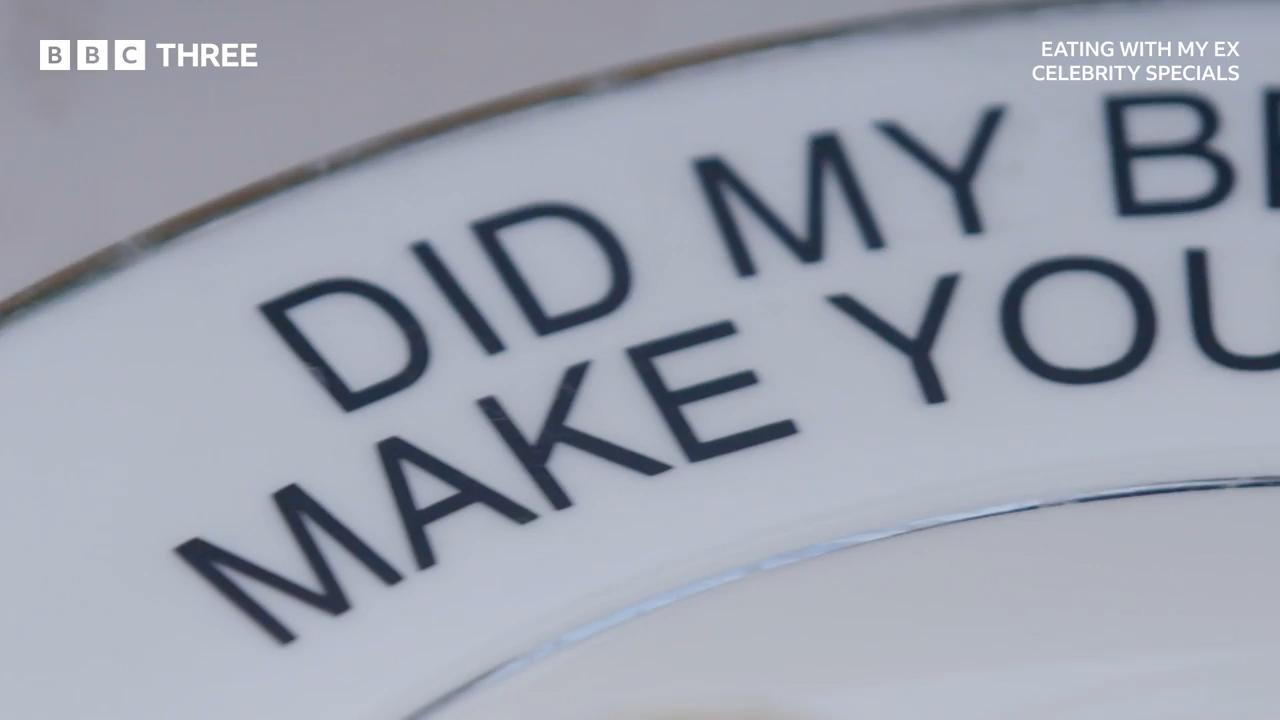 BBC THREE
EATING WITH MY EX
CELEBRITY SPECIALS
DID MY
MAKE YOU